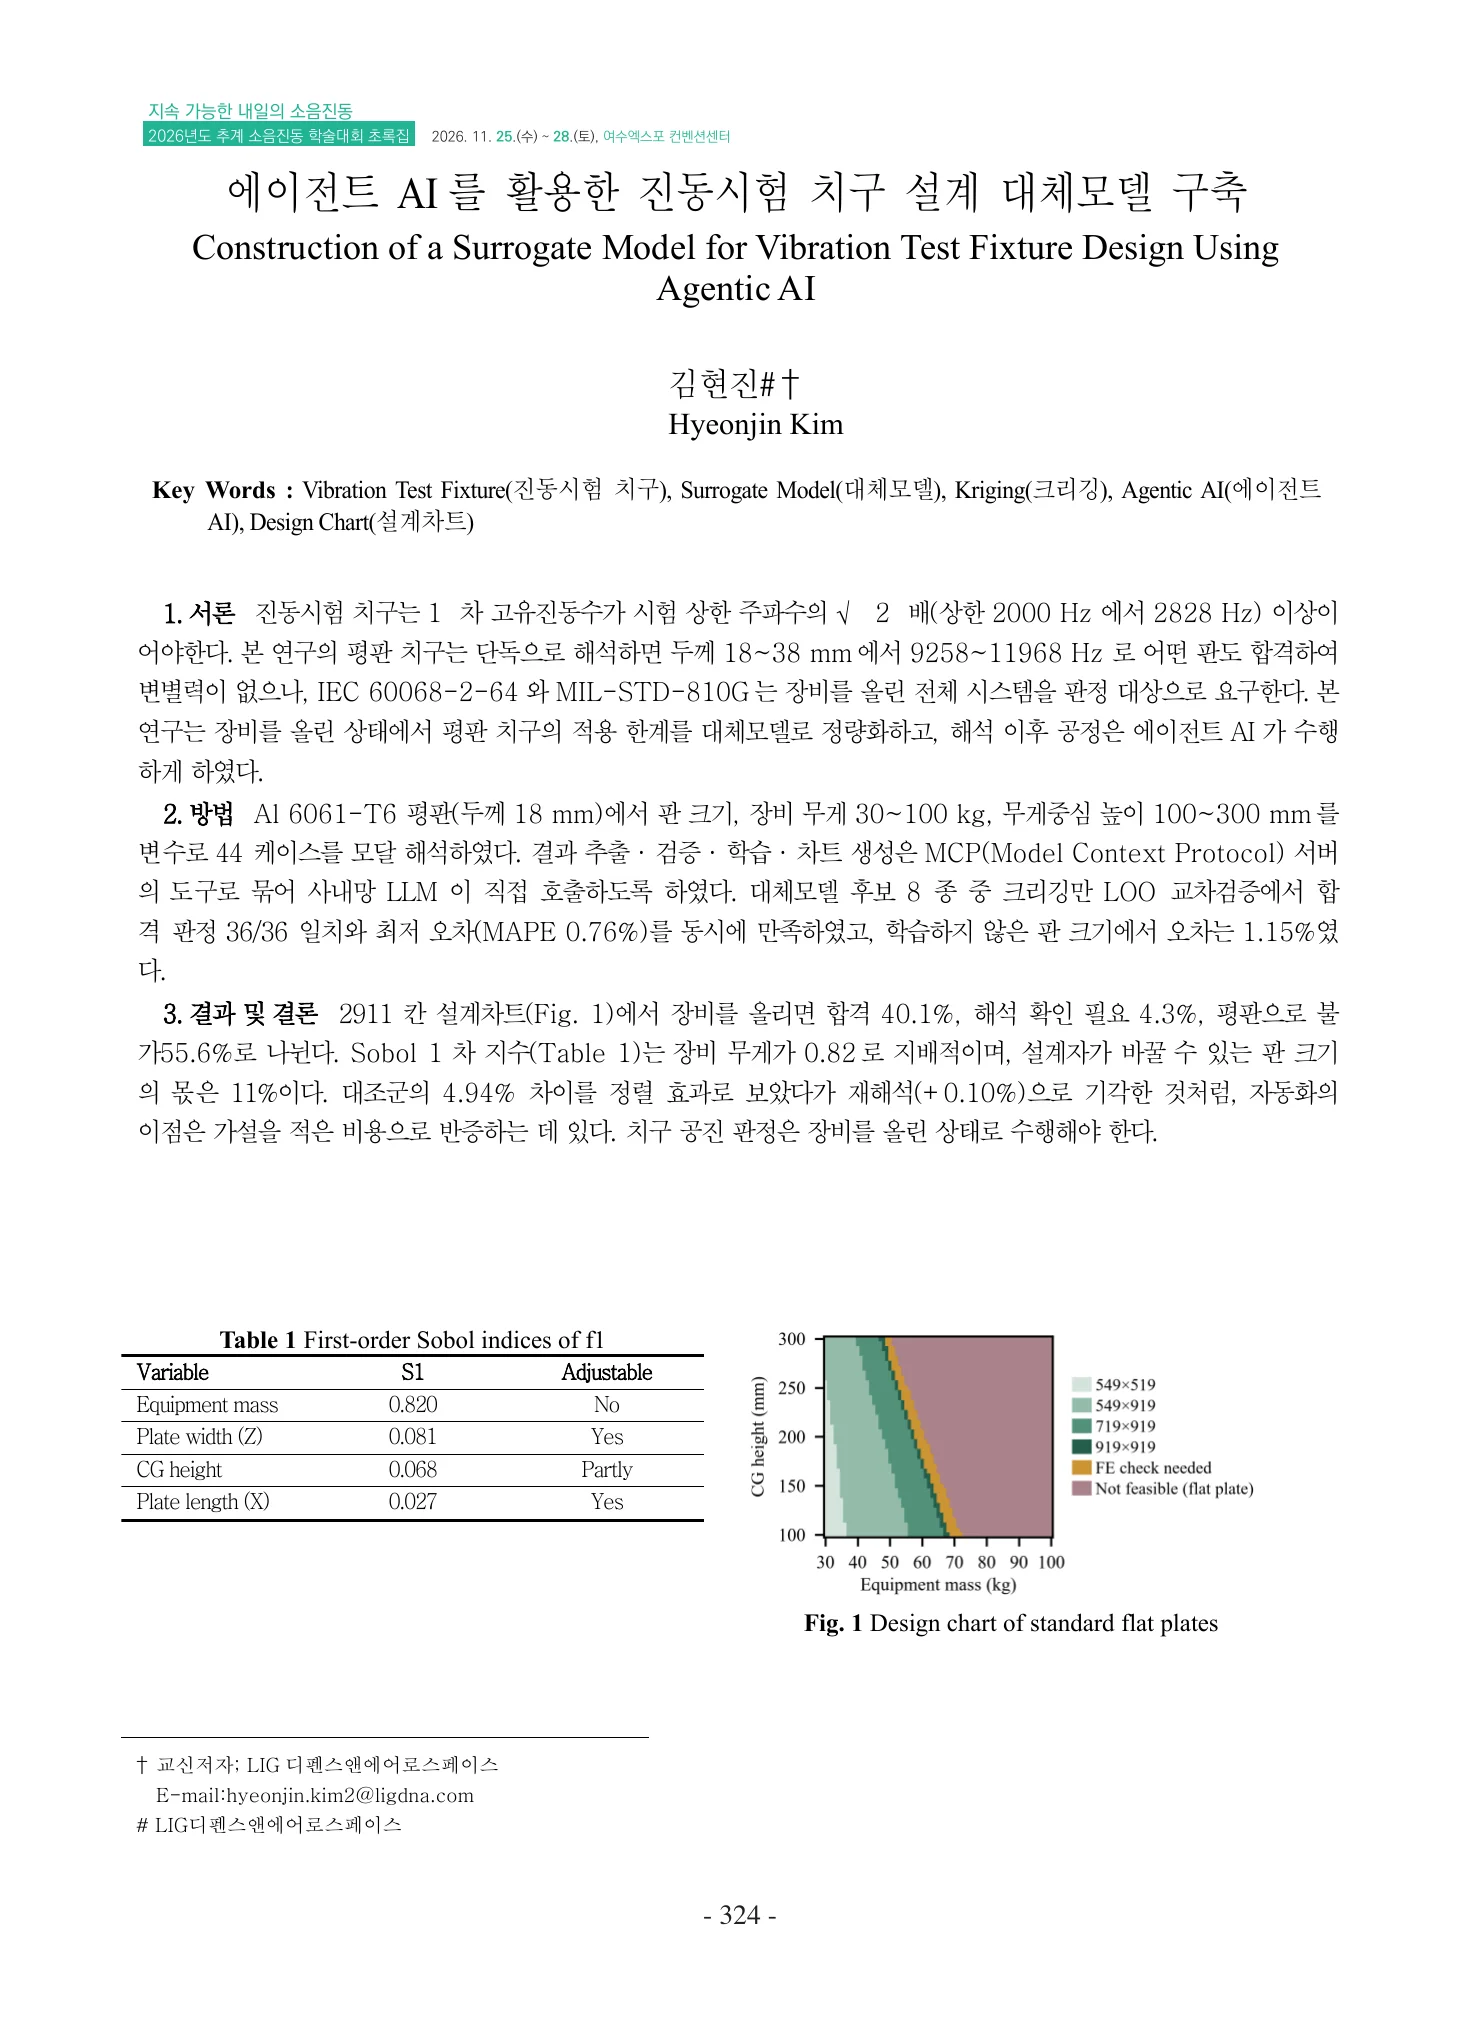 지속 가능한 내일의 소음진동
2026년도 추계 소음진동 학술대회 초록집 2026. 11. 25.(수) ~ 28.(토), 여수엑스포 컨벤션센터
에이전트 AI를 활용한 진동시험 치구 설계 대체모델 구축
Construction of a Surrogate Model for Vibration Test Fixture Design Using
Agentic AI
김현진#†
Hyeonjin Kim
Key Words : Vibration Test Fixture(진동시험 치구), Surrogate Model(대체모델), Kriging(크리깅), Agentic AI(에이전트
AI), Design Chart(설계차트)
1. 서론 진동시험 치구는 1 차 고유진동수가 시험 상한 주파수의 √ 2 배(상한 2000 Hz 에서 2828 Hz) 이상이
어야한다. 본 연구의 평판 치구는 단독으로 해석하면 두께 18~38 mm에서 9258~11968 Hz 로 어떤 판도 합격하여
변별력이 없으나, IEC 60068-2-64 와 MIL-STD-810G는 장비를 올린 전체 시스템을 판정 대상으로 요구한다. 본
연구는 장비를 올린 상태에서 평판 치구의 적용 한계를 대체모델로 정량화하고, 해석 이후 공정은 에이전트 AI 가 수행
하게 하였다.
2. 방법 Al 6061-T6 평판(두께 18 mm)에서 판 크기, 장비 무게 30~100 kg, 무게중심 높이 100~300 mm를
변수로 44 케이스를 모달 해석하였다. 결과 추출 · 검증 · 학습 · 차트 생성은 MCP(Model Context Protocol) 서버
의 도구로 묶어 사내망 LLM 이 직접 호출하도록 하였다. 대체모델 후보 8 종 중 크리깅만 LOO 교차검증에서 합
격 판정 36/36 일치와 최저 오차(MAPE 0.76%)를 동시에 만족하였고, 학습하지 않은 판 크기에서 오차는 1.15%였
다.
3. 결과 및 결론 2911 칸 설계차트(Fig. 1)에서 장비를 올리면 합격 40.1%, 해석 확인 필요 4.3%, 평판으로 불
가55.6%로 나뉜다. Sobol 1 차 지수(Table 1)는 장비 무게가 0.82로 지배적이며, 설계자가 바꿀 수 있는 판 크기
의 몫은 11%이다. 대조군의 4.94% 차이를 정렬 효과로 보았다가 재해석(+0.10%)으로 기각한 것처럼, 자동화의
이점은 가설을 적은 비용으로 반증하는 데 있다. 치구 공진 판정은 장비를 올린 상태로 수행해야 한다.
Table 1 First-order Sobol indices of f1
Variable S1 Adjustable
Equipment mass 0.820 No
Plate width (Z) 0.081 Yes
CG height 0.068 Partly
Plate length (X) 0.027 Yes
CG height (mm)
300
250
200
150
100
30 40 50 60 70 80 90 100
Equipment mass (kg)
549×519
549×919
719×919
919×919
FE check needed
Not feasible (flat plate)
Fig. 1 Design chart of standard flat plates
† 교신저자; LIG 디펜스앤에어로스페이스
E-mail:hyeonjin.kim2@ligdna.com
# LIG디펜스앤에어로스페이스
- 324 -